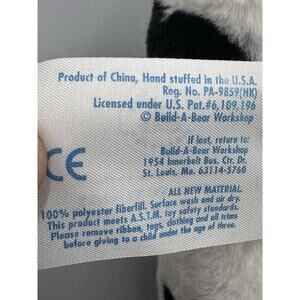 Product of China, Hand stuffed in the U.S.A.
Reg. No. PA-9859(HK)
Licensed under U.S. Pat.#6,109,196
© Build-A-Bear Workshop
If lost, return to:
Build-A-Bear Workshop
1954 Innerbelt Bus. Ctr. Dr.
St. Louis, Mo. 63114-5760
CE
ALL NEW MATERIAL.
100% polyester fiberfill. Surface wash and air dry.
This product meets A.S.T.M. toy safety standards.
Please remove ribbon, tags, clothing and all trims
before giving to a child under the age of three.